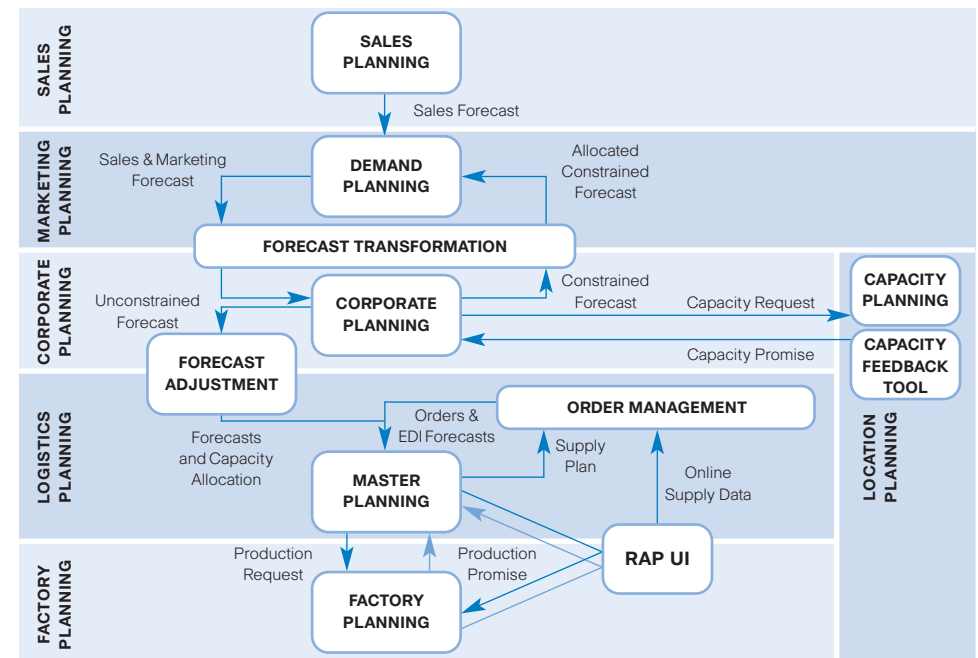 SALES
PLANNING
SALES
PLANNING
Sales Forecast
MARKETING
PLANNING
Sales & Marketing
Forecast
DEMAND
PLANNING
Allocated
Constrained
Forecast
FORECAST TRANSFORMATION
CORPORATE
PLANNING
Unconstrained
Forecast
CORPORATE
PLANNING
Constrained
Forecast
Capacity Request
CAPACITY
PLANNING
Capacity Promise
CAPACITY
FEEDBACK
TOOL
FORECAST
ADJUSTMENT
LOGISTICS
PLANNING
Forecasts
and Capacity
Allocation
Orders &
EDI Forecasts
ORDER MANAGEMENT
Supply
Plan
Online
Supply Data
LOCATION
PLANNING
MASTER
PLANNING
RAP UI
FACTORY
PLANNING
Production
Request
Production
Promise
FACTORY
PLANNING